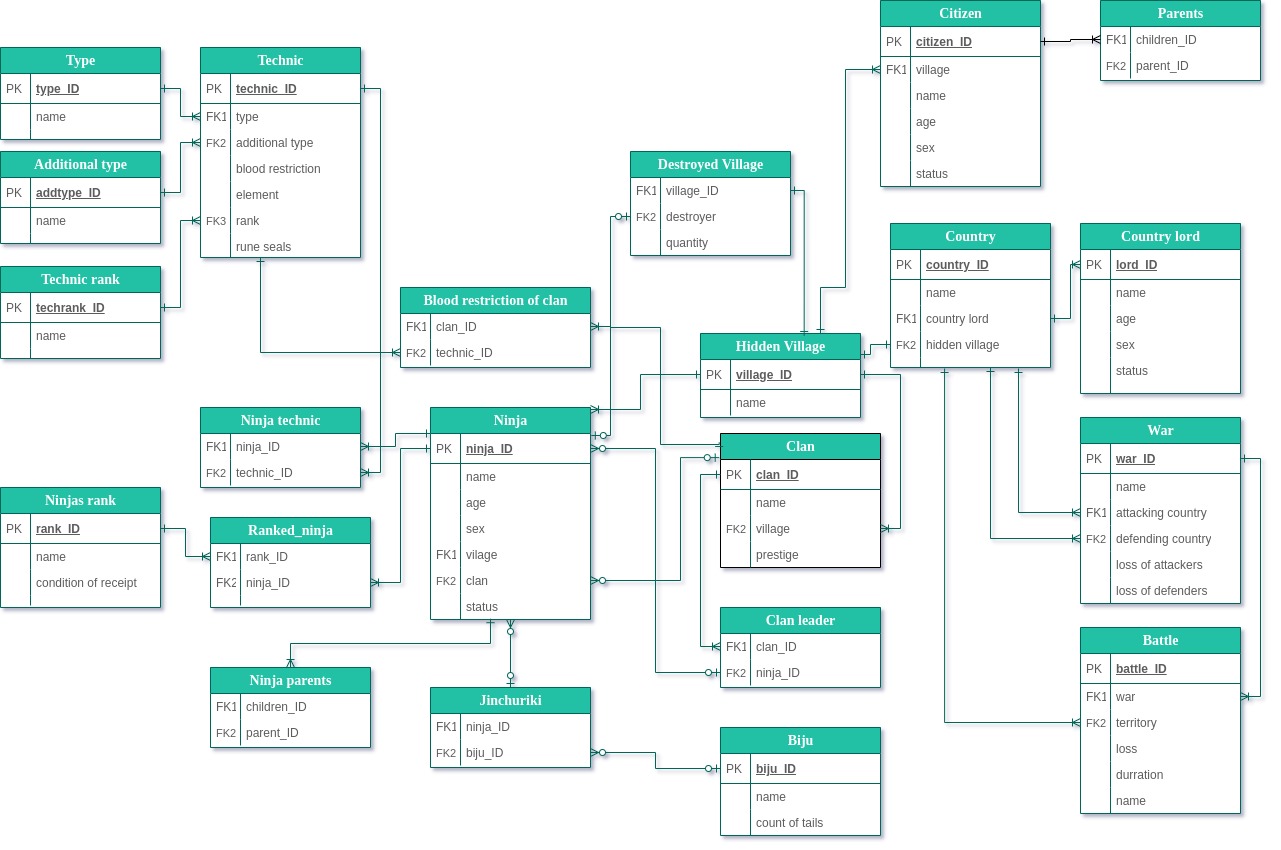 Citizen
PK citizen_ID
FK1 village
name
age
sex
status
Parents
FK1 children_ID
FK2 parent_ID
Type
PK type_ID
name
Technic
PK technic_ID
FK1 type
FK2 additional type
blood restriction
element
FK3 rank
rune seals
Additional type
PK addtype_ID
name
Technic rank
PK techrank_ID
name
Destroyed Village
FK1 village_ID
FK2 destroyer
quantity
Country
PK country_ID
name
FK1 country lord
FK2 hidden village
Country lord
PK lord_ID
name
age
sex
status
Blood restriction of clan
FK1 clan_ID
FK2 technic_ID
Hidden Village
PK village_ID
name
Ninja technic
FK1 ninja_ID
FK2 technic_ID
Ninja
PK ninja_ID
name
age
sex
FK1 vilage
FK2 clan
status
Clan
PK clan_ID
name
FK2 village
prestige
War
PK war_ID
name
FK1 attacking country
FK2 defending country
loss of attackers
loss of defenders
Ninjas rank
PK rank_ID
name
condition of receipt
Ranked_ninja
FK1 rank_ID
FK2 ninja_ID
Clan leader
FK1 clan_ID
FK2 ninja_ID
Battle
PK battle_ID
FK1 war
FK2 territory
loss
durration
name
Ninja parents
FK1 children_ID
FK2 parent_ID
Jinchuriki
FK1 ninja_ID
FK2 biju_ID
Biju
PK biju_ID
name
count of tails